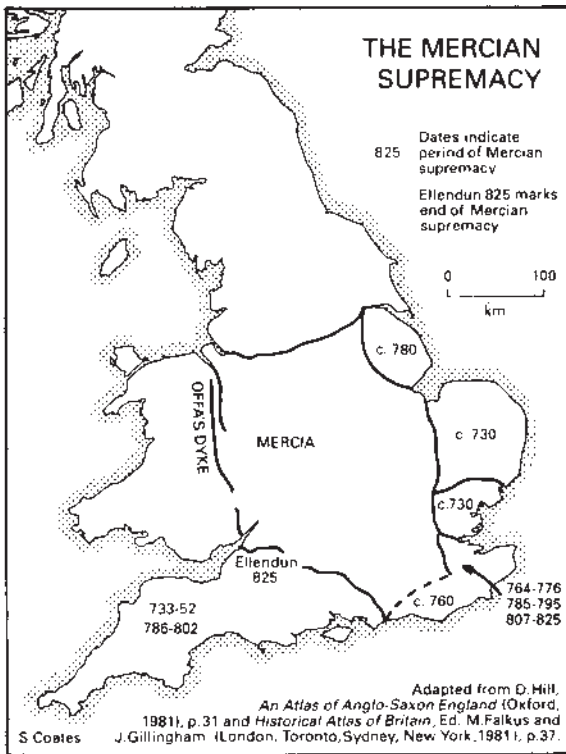 THE MERCIAN
SUPREMACY
825
Dates indicate
period of Mercian
supremacy
Ellendun 825 marks
end of Mercian
supremacy
0 100
km
c. 780
OFFA'S DYKE
MERCIA
c. 730
c.730
Ellendun
825
733-52
786-802
c. 760
764-776
785-795
807-825
Adapted from D.Hill,
An Atlas of Anglo-Saxon England (Oxford,
1981), p.31 and Historical Atlas of Britain, Ed. M.Falkus and
S Coates J.Gillingham (London, Toronto, Sydney, New York, 1981), p.37.